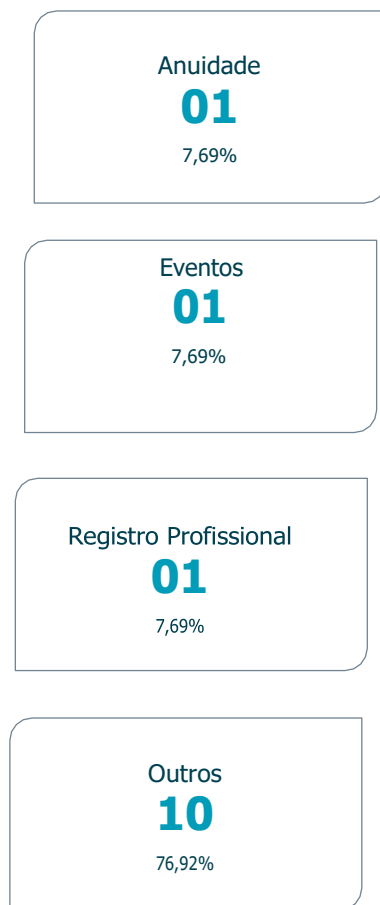 Anuidade
01
7,69%
Eventos
01
7,69%
Registro Profissional
01
7,69%
Outros
10
76,92%